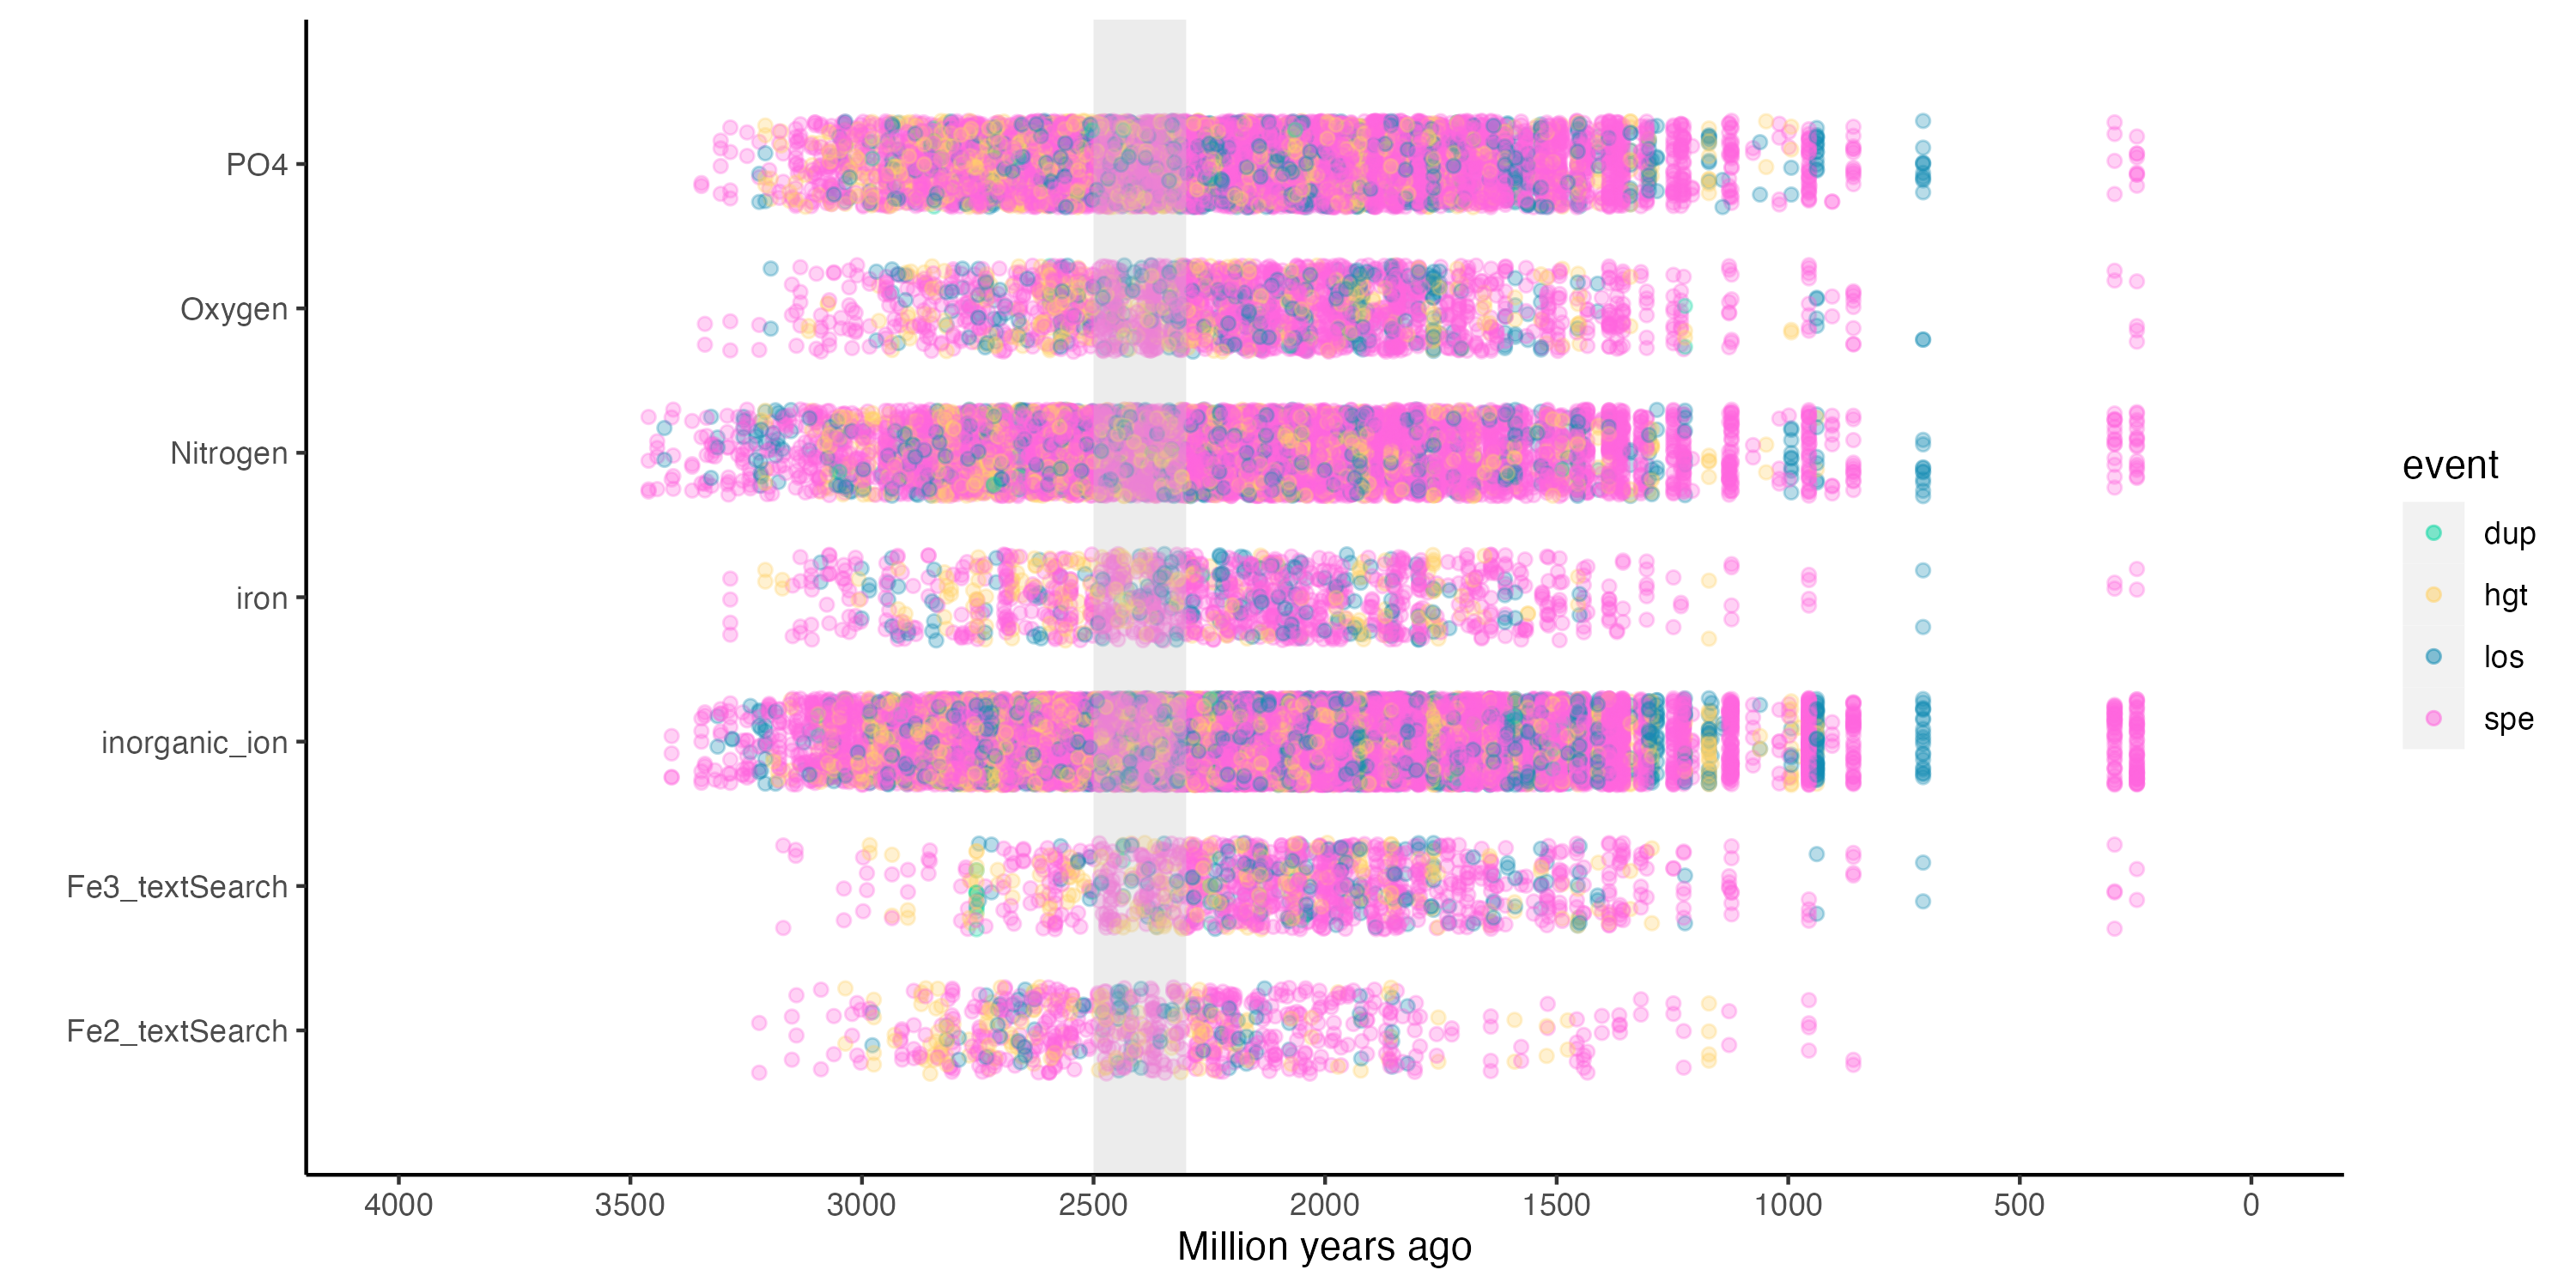 PO4
Oxygen
Nitrogen
iron
inorganic_ion
Fe3_textSearch
Fe2_textSearch
4000 3500 3000 2500 2000 1500 1000 500 0
Million years ago
event
dup
hgt
los
spe